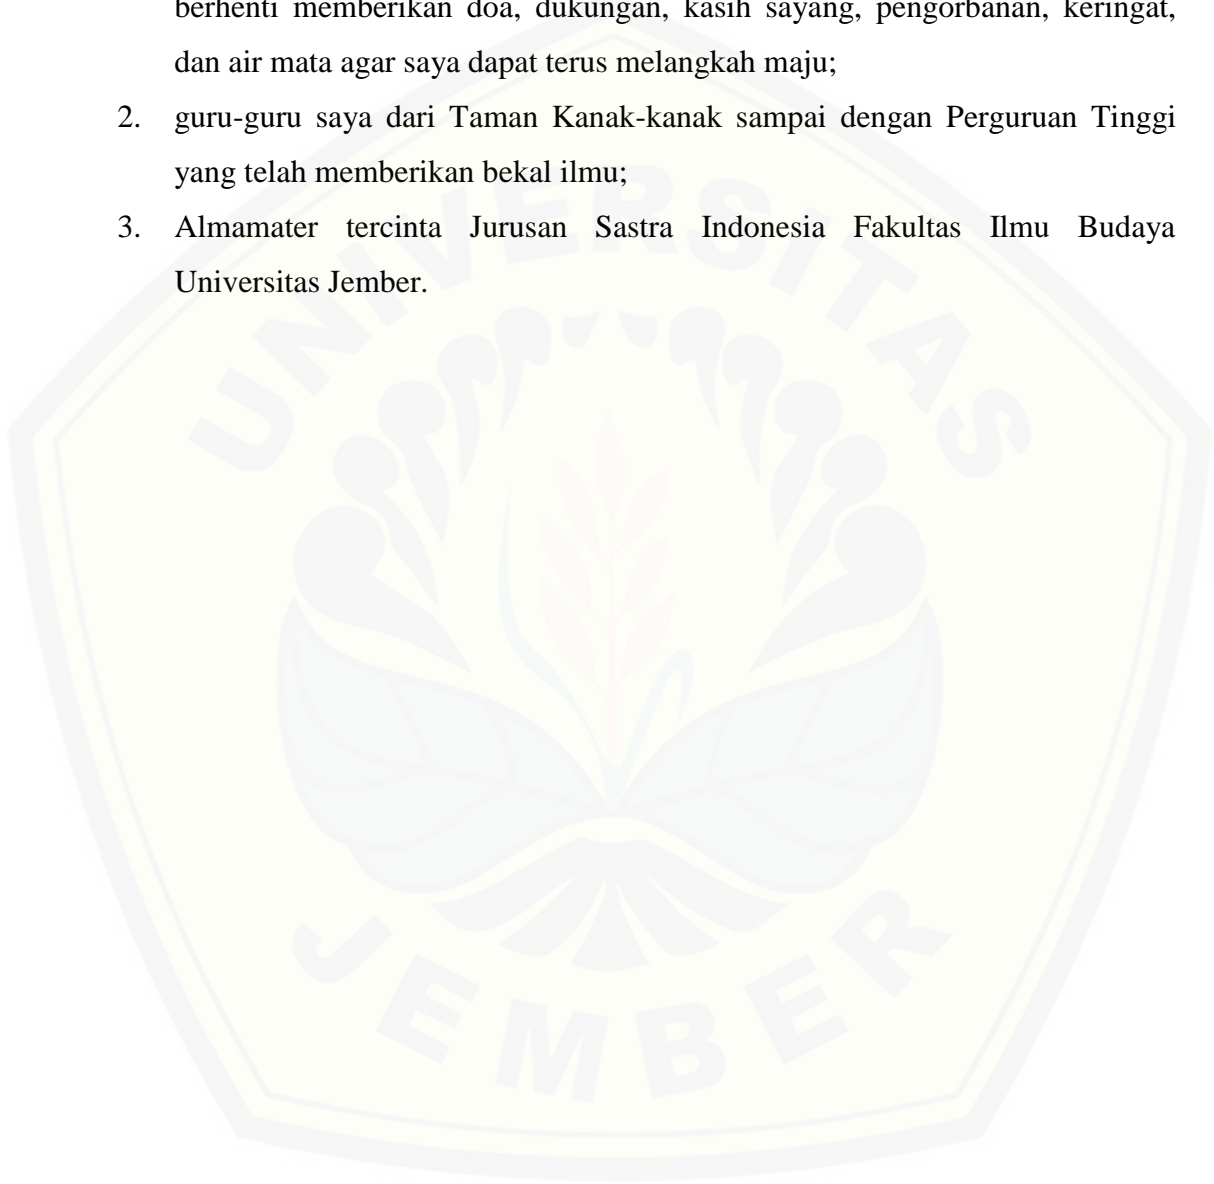 berhenti memberikan doa, dukungan, kasih sayang, pengorbanan, keringat,
dan air mata agar saya dapat terus melangkah maju;
2. guru-guru saya dari Taman Kanak-kanak sampai dengan Perguruan Tinggi
yang telah memberikan bekal ilmu;
3. Almamater tercinta Jurusan Sastra Indonesia Fakultas Ilmu Budaya
Universitas Jember.
UNIVERSITAS
JEMBER